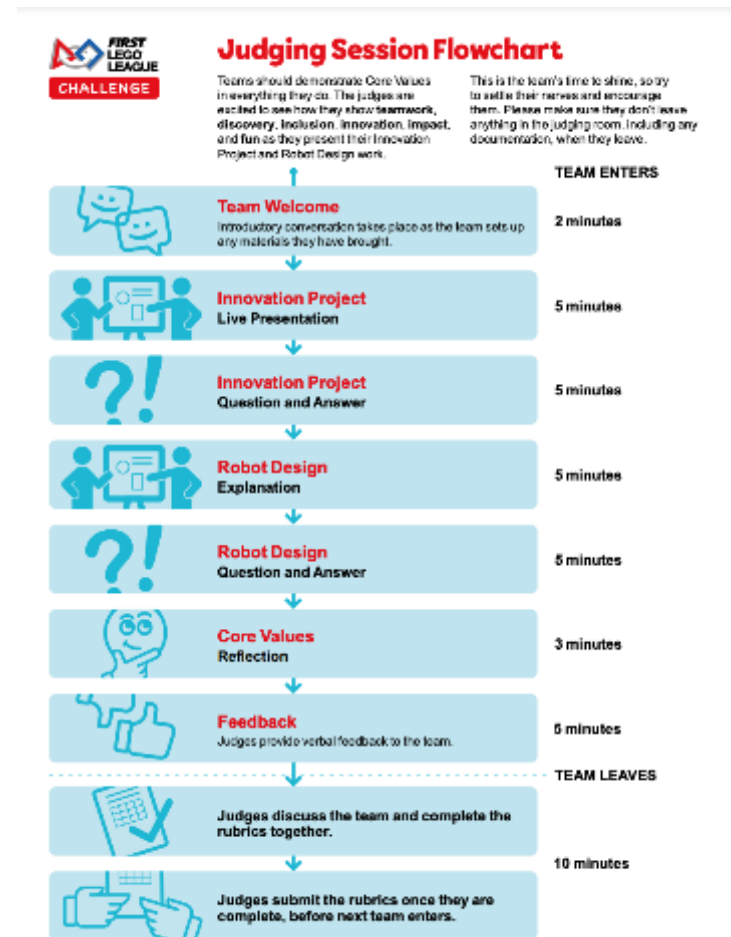 FIRST
LEGO
LEAGUE
CHALLENGE
Judging Session Flowchart
Teams should demonstrate Core Values
in everything they do. The judges are
excited to see how they show teamwork,
discovery, inclusion, innovation, impact,
and fun as they present their Innovation
Project and Robot Design work.
This is the team's time to shine, so try
to settle their nerves and encourage
them. Please make sure they don't leave
anything in the judging room, including any
documentation, when they leave.
TEAM ENTERS
Team Welcome
Introductory conversation takes place as the team sets up
any materials they have brought.
2 minutes
Innovation Project
Live Presentation
5 minutes
Innovation Project
Question and Answer
5 minutes
Robot Design
Explanation
5 minutes
Robot Design
Question and Answer
5 minutes
Core Values
Reflection
3 minutes
Feedback
Judges provide verbal feedback to the team.
5 minutes
TEAM LEAVES
Judges discuss the team and complete the
rubrics together.
10 minutes
Judges submit the rubrics once they are
complete, before next team enters.